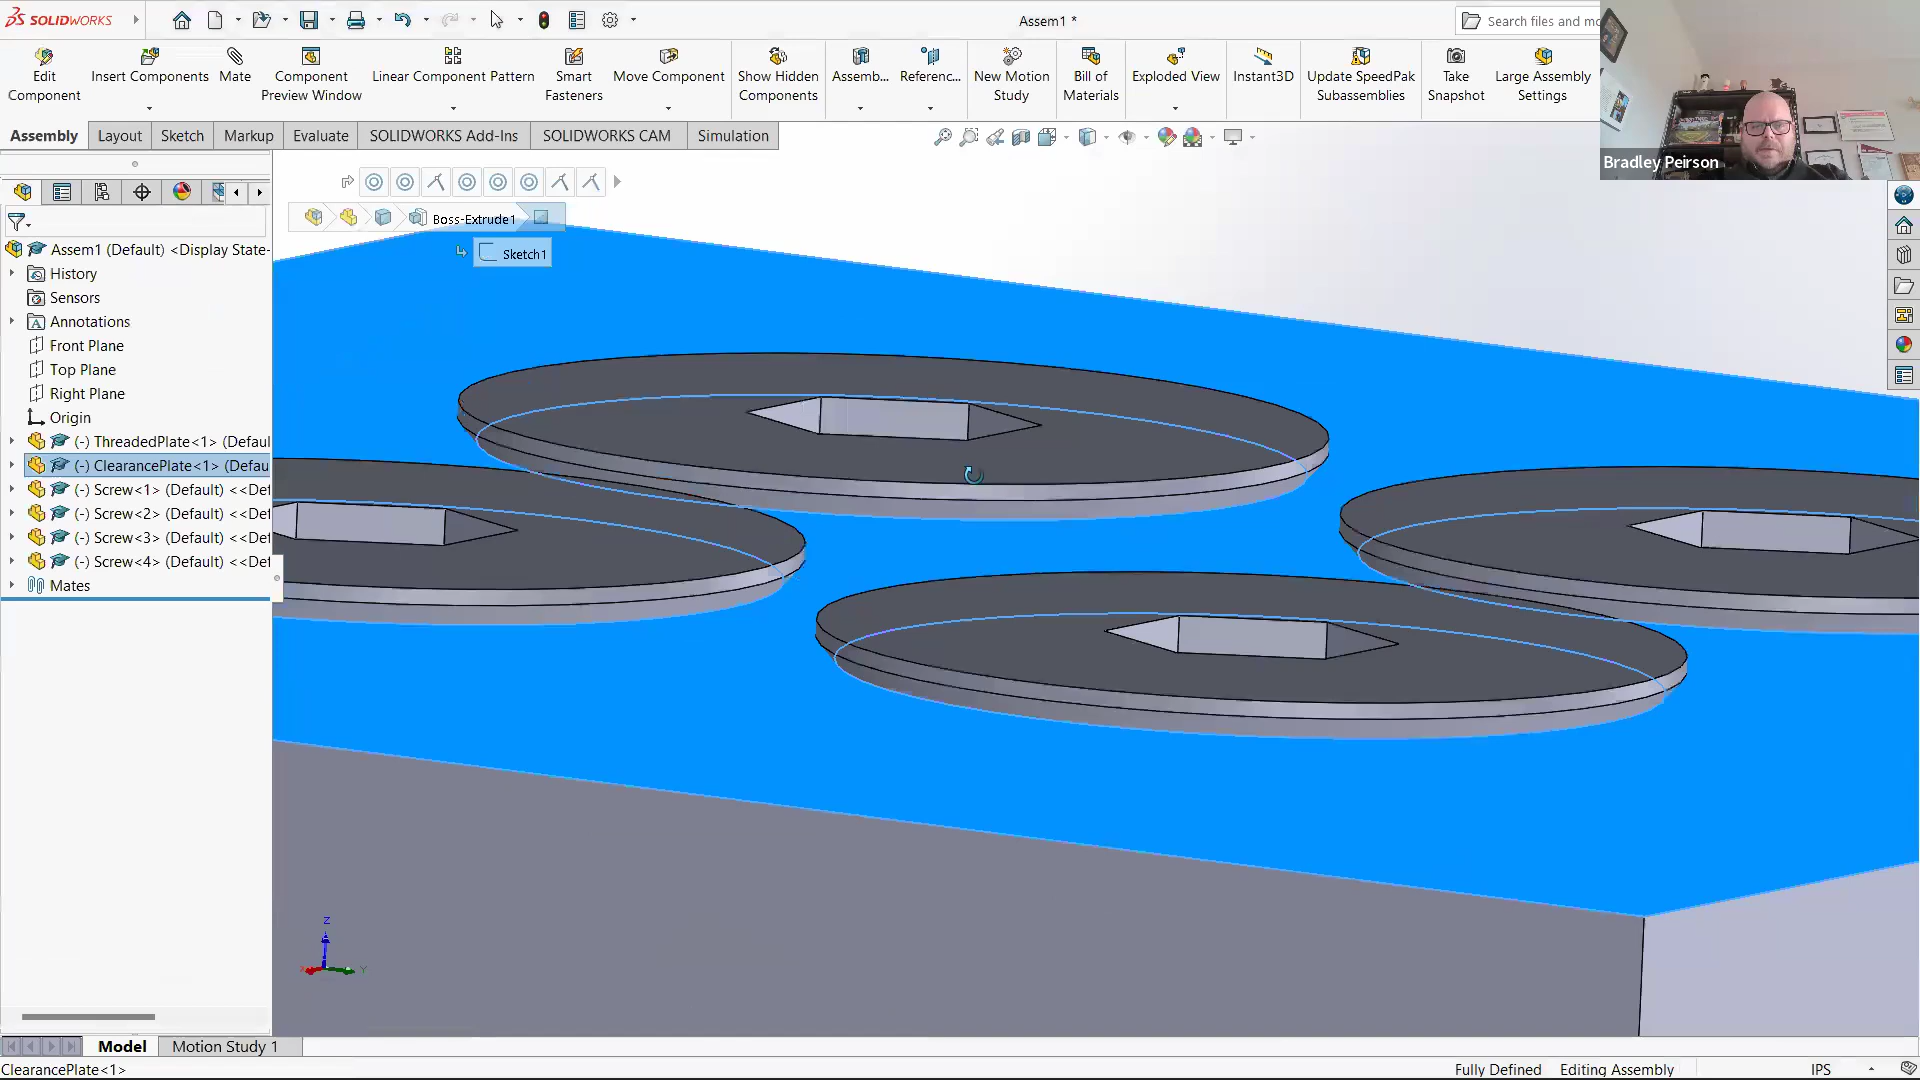 SOLIDWORKS
Assem1 *
Search files and mo
Edit Component
Insert Components
Mate
Component Preview Window
Linear Component Pattern
Smart Fasteners
Move Component
Show Hidden Components
Assemb...
Referenc...
New Motion Study
Bill of Materials
Exploded View
Instant3D
Update SpeedPak Subassemblies
Take Snapshot
Large Assembly Settings
Assembly
Layout
Sketch
Markup
Evaluate
SOLIDWORKS Add-Ins
SOLIDWORKS CAM
Simulation
Bradley Peirson
Boss-Extrude1
Sketch1
Assem1 (Default) <Display State-
History
Sensors
Annotations
Front Plane
Top Plane
Right Plane
Origin
(-) ThreadedPlate<1> (Defaul
(-) ClearancePlate<1> (Defau
(-) Screw<1> (Default) <<Def
(-) Screw<2> (Default) <<Def
(-) Screw<3> (Default) <<Def
(-) Screw<4> (Default) <<Def
Mates
Z
X
Y
Model
Motion Study 1
ClearancePlate<1>
Fully Defined
Editing Assembly
IPS